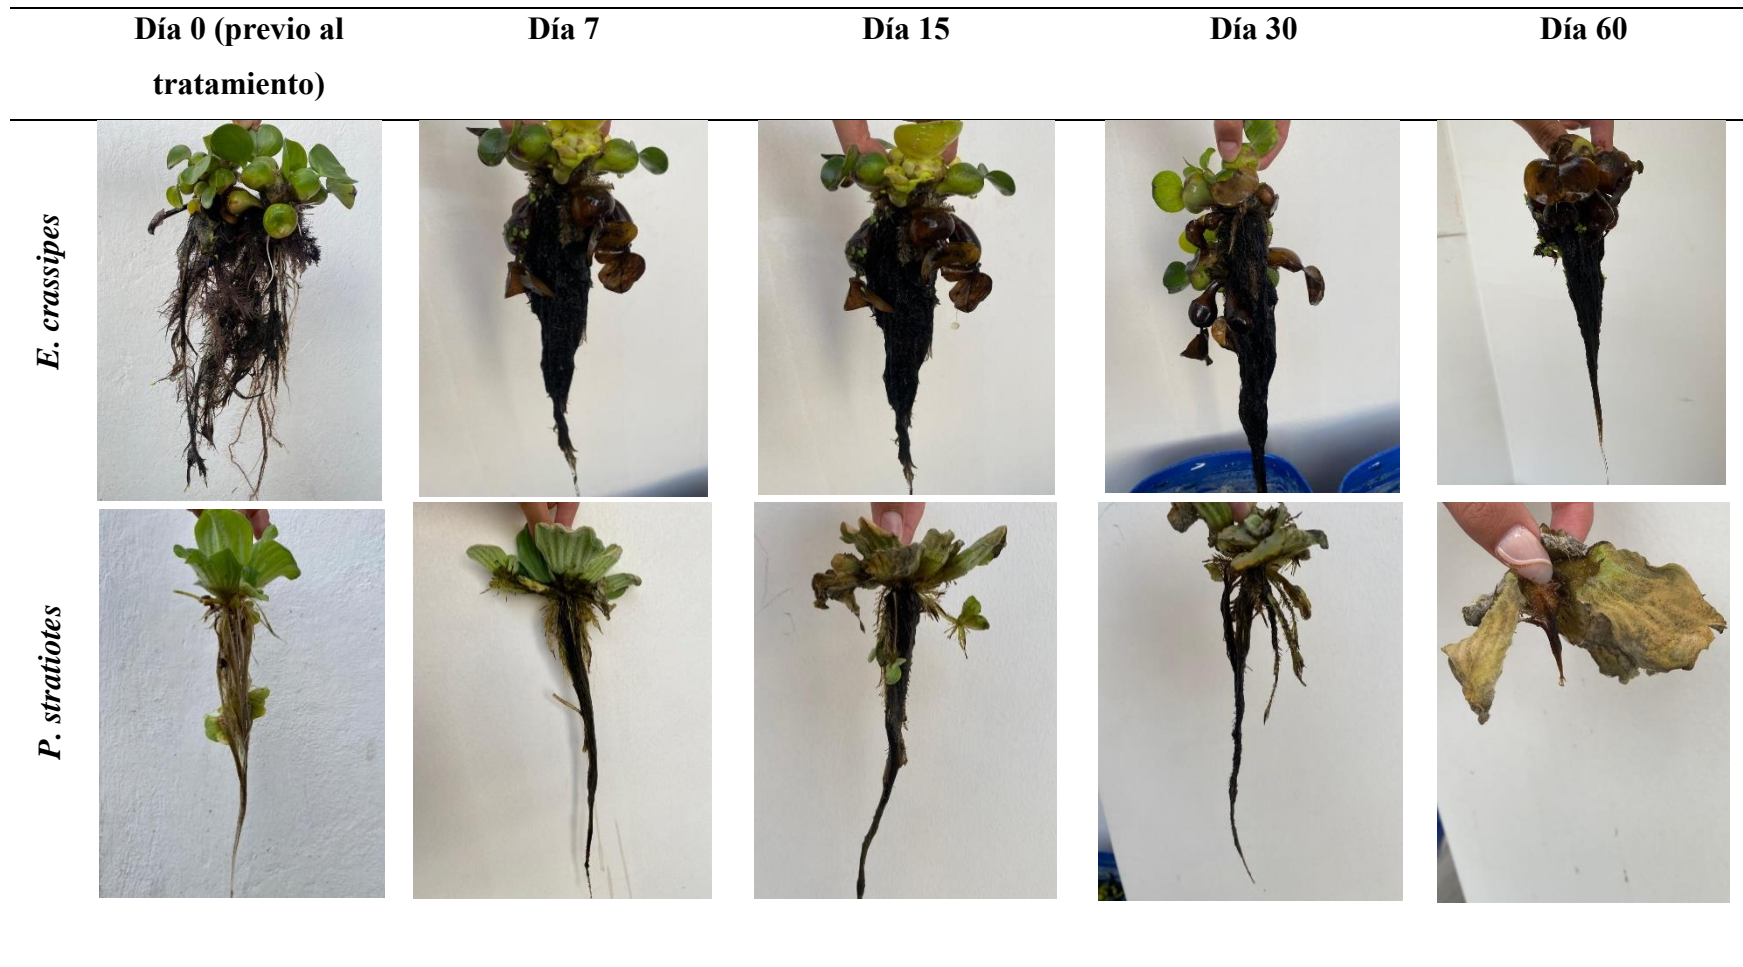 Día 0 (previo al
tratamiento)
Día 7
Día 15
Día 30
Día 60
E. crassipes
P. stratiotes